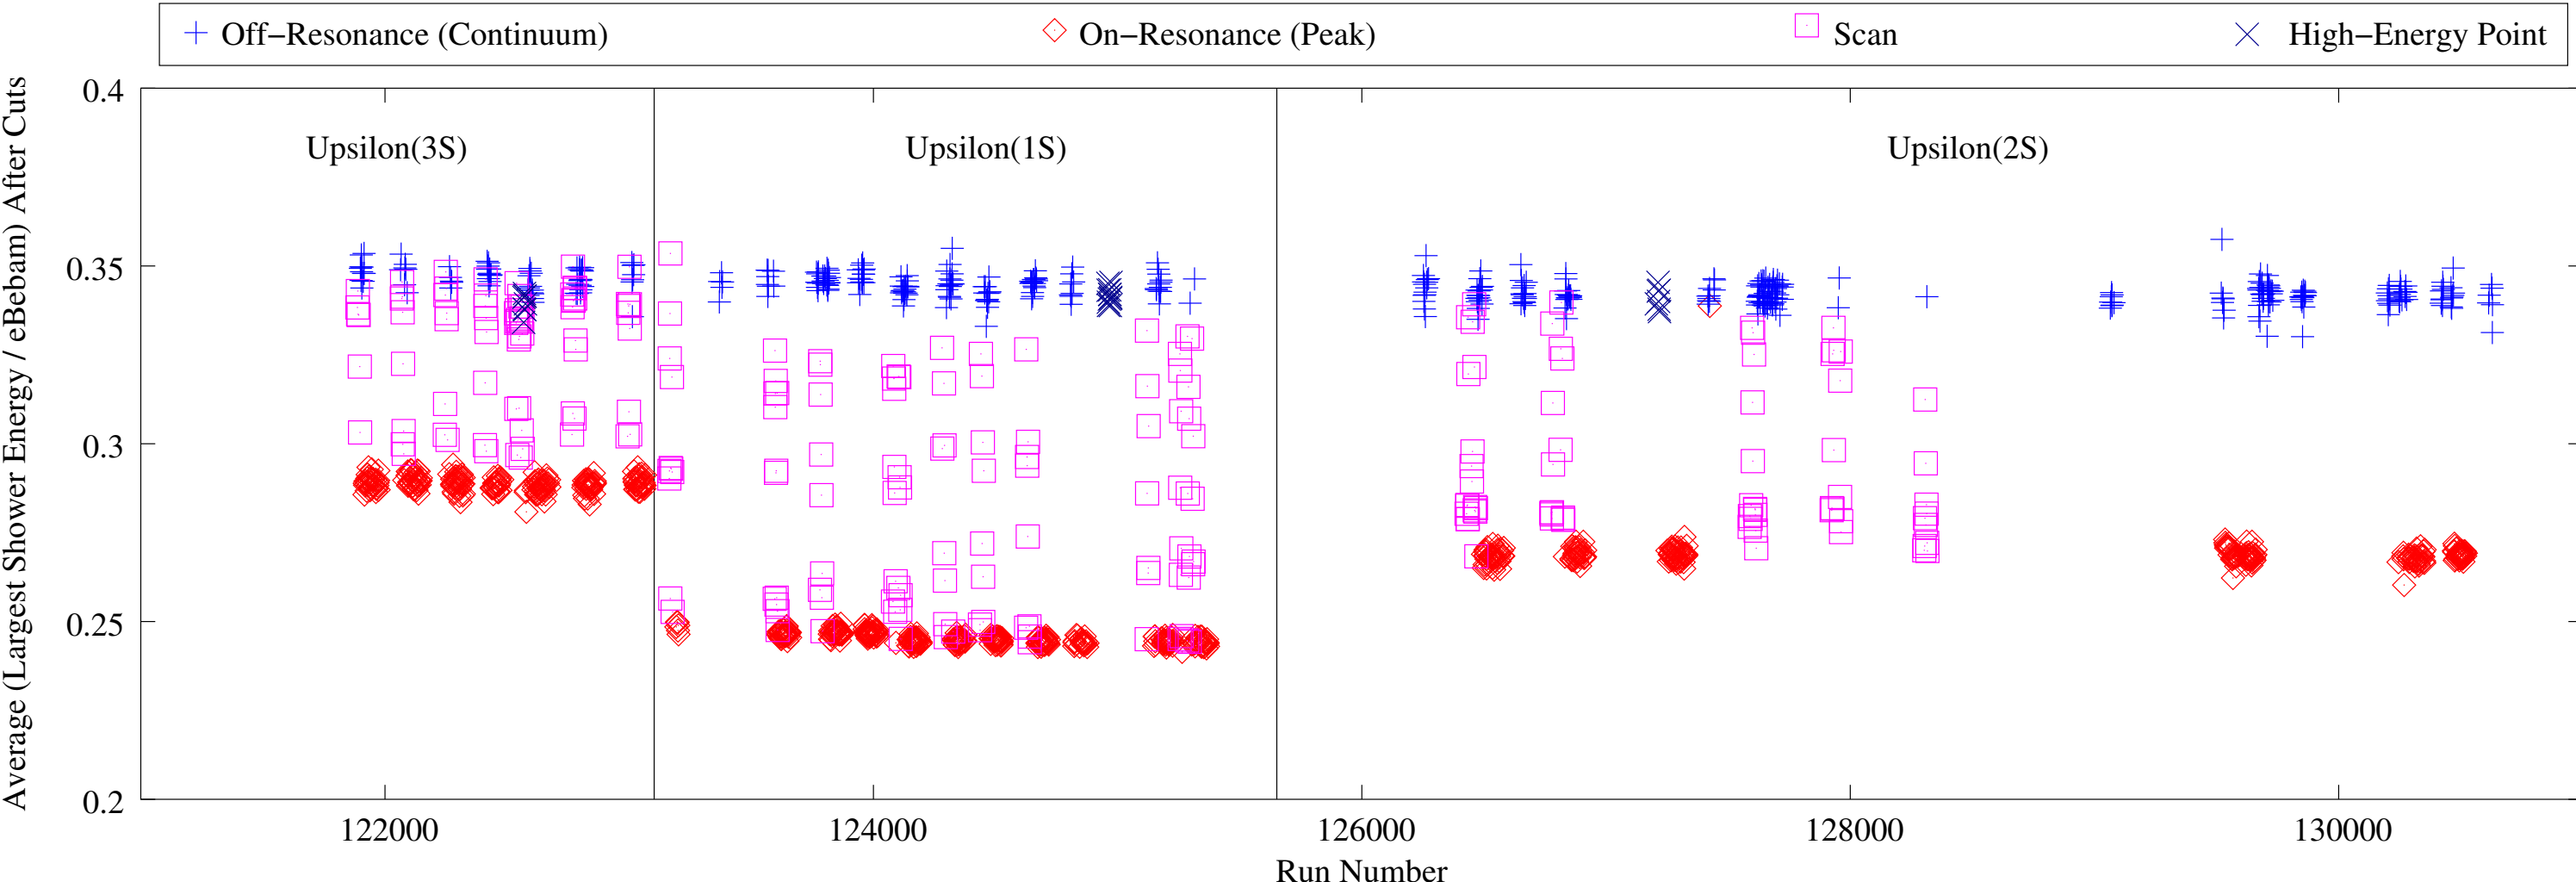 Off−Resonance (Continuum) On−Resonance (Peak) Scan High−Energy Point
Average (Largest Shower Energy / eBebam) After Cuts
0.4
0.35
0.3
0.25
0.2
Upsilon(3S) Upsilon(1S) Upsilon(2S)
122000 124000 126000 128000 130000
Run Number